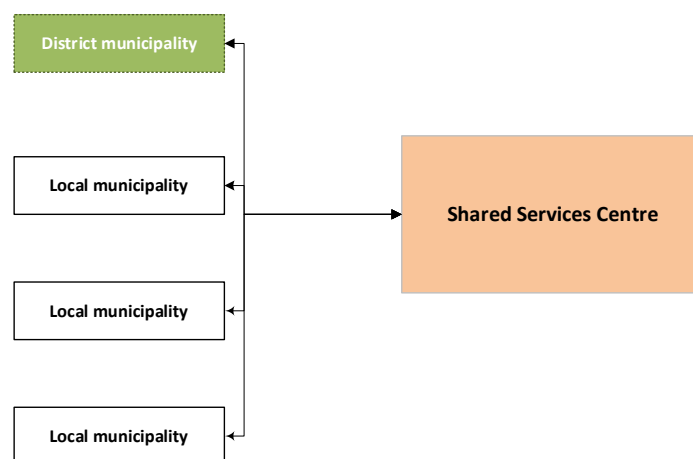 District municipality
Local municipality
Shared Services Centre
Local municipality
Local municipality